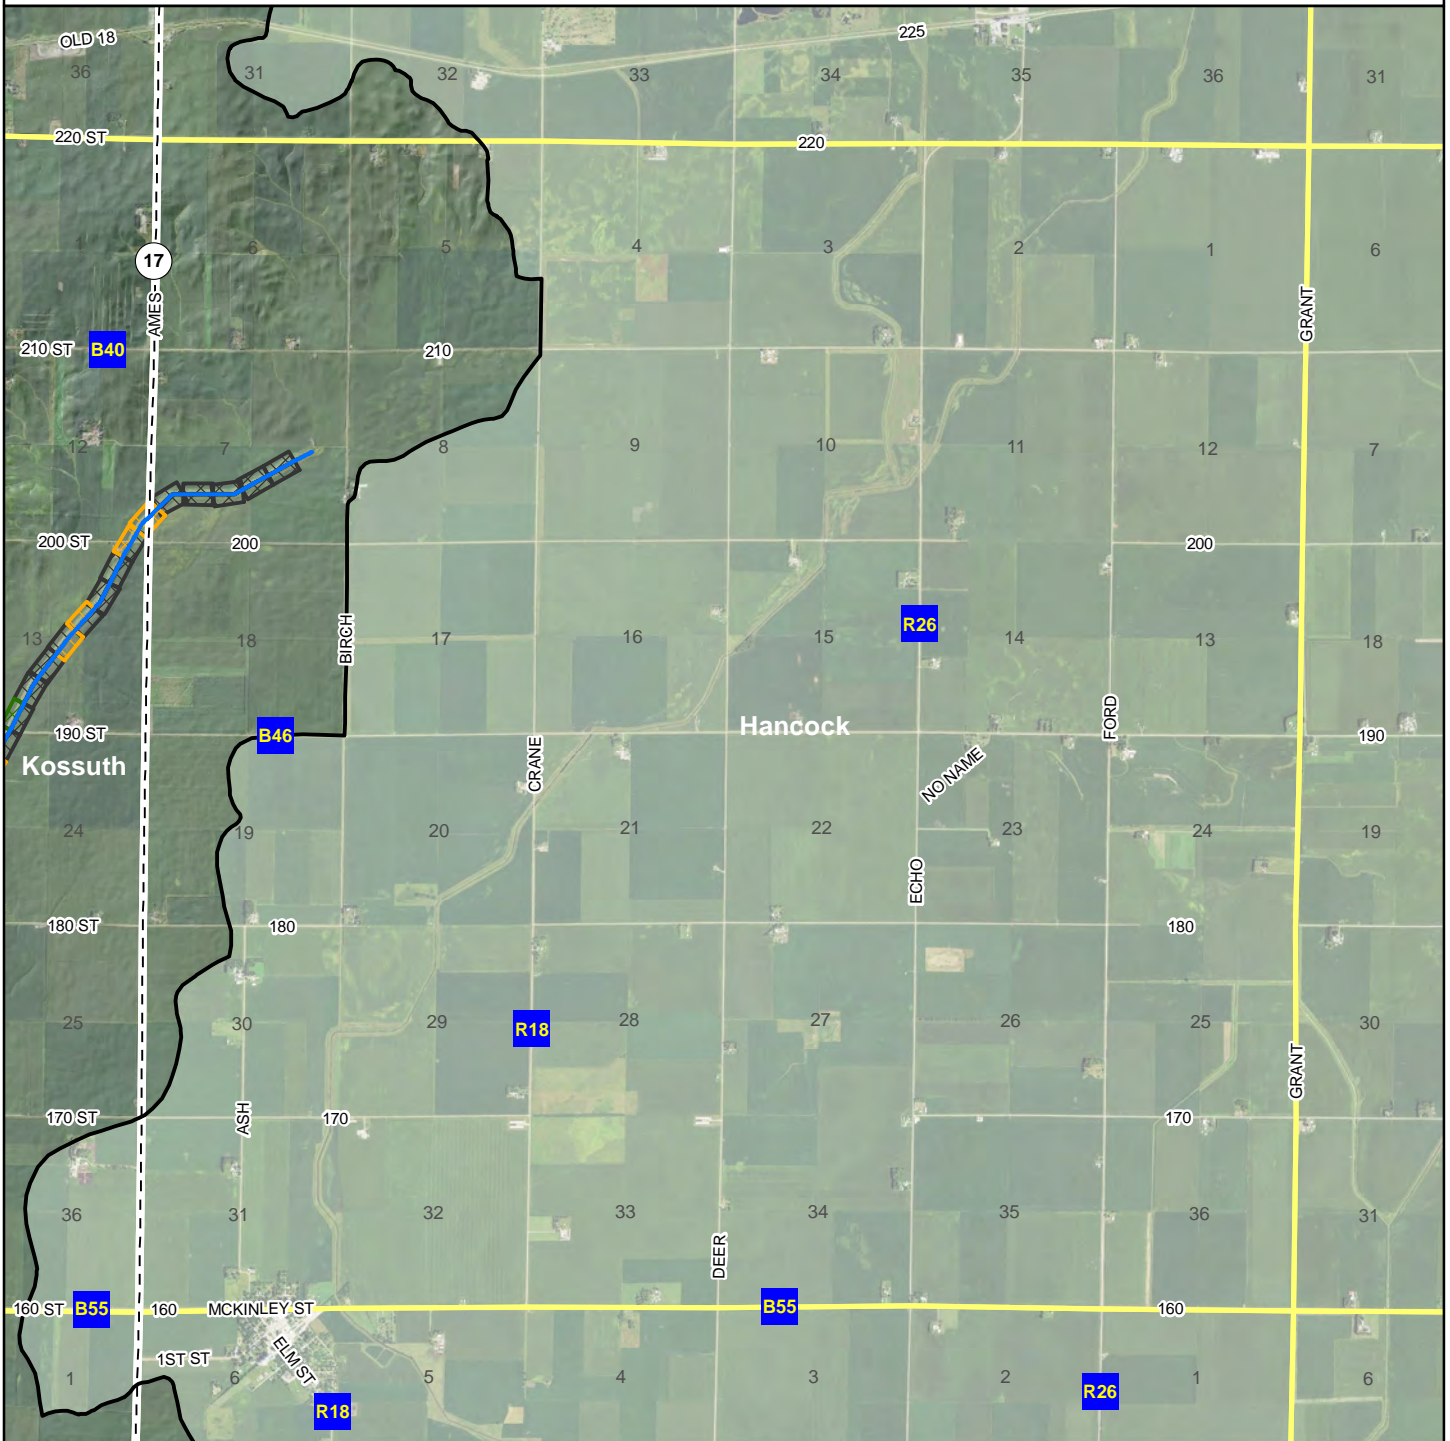 OLD 18
225
36
31
32
33
34
35
36
31
220 ST
220
1
6
5
4
3
2
1
6
17
AMES
GRANT
210 ST
B40
210
7
12
7
8
9
10
11
12
7
200 ST
200
200
13
18
BIRCH
17
16
15
R26
14
13
18
190 ST
B46
CRANE
Hancock
FORD
190
Kossuth
NO NAME
24
19
20
21
22
23
24
19
ECHO
180 ST
180
180
25
30
29
R18
28
27
26
25
30
GRANT
170 ST
ASH
170
170
36
31
32
33
34
35
36
31
DEER
160 ST
B55
160
MCKINLEY ST
B55
160
1ST ST
ELM ST
1
6
5
4
3
2
R26
1
6
R18